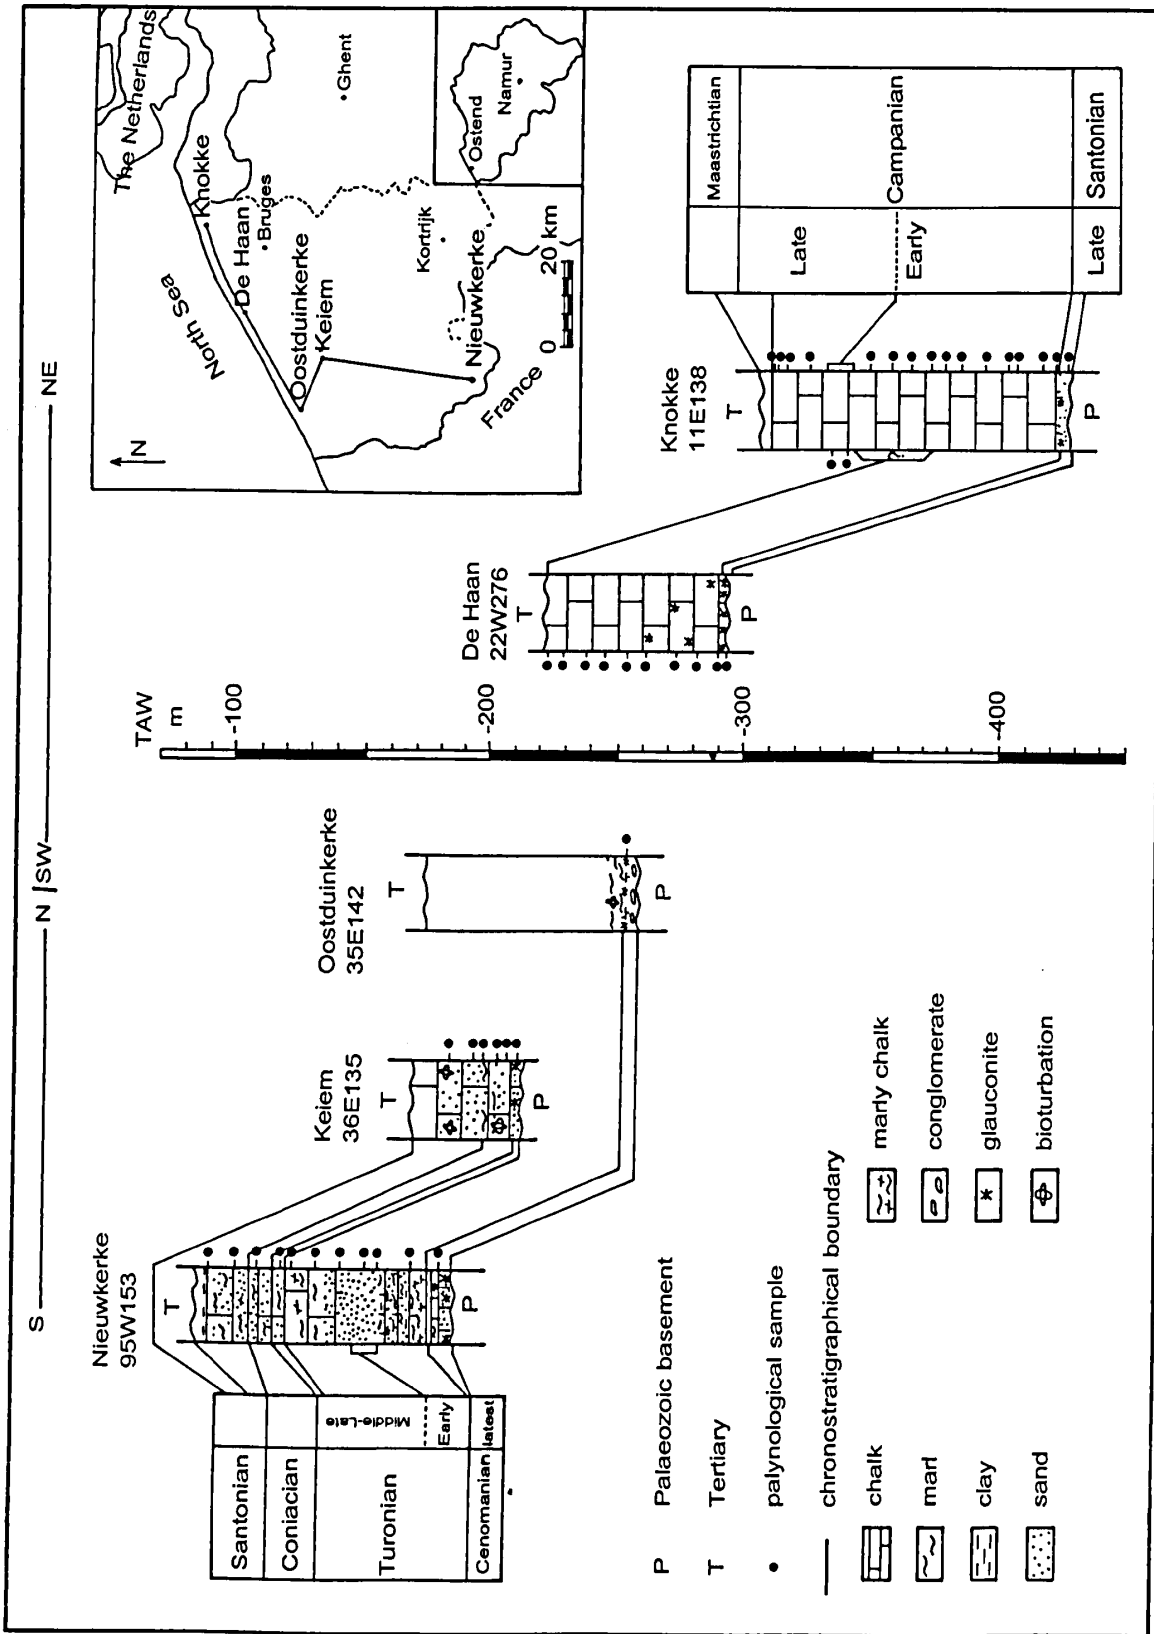 S
N
SW
NE
Nieuwkerke
95W153
Keiem
36E135
Oostduinkerke
35E142
TAW
m
-100
-200
-300
-400
De Haan
22W276
Knokke
11E138
T
T
T
T
T
P
P
P
P
P
Santonian
Coniacian
Turonian
Middle-Late
Early
Cenomanian
latest
Maastrichtian
Late
Campanian
Early
Late
Santonian
N
North Sea
The Netherlands
Knokke
De Haan
Bruges
Ghent
Oostduinkerke
Keiem
Kortrijk
Nieuwkerke
France
0 20 km
Ostend
Namur
P Palaeozoic basement
T Tertiary
palynological sample
chronostratigraphical boundary
chalk
marl
clay
sand
marly chalk
conglomerate
glauconite
bioturbation